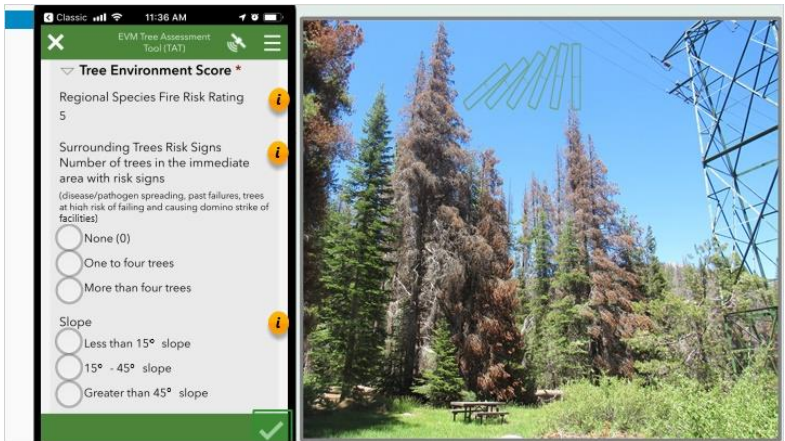 Classic 11:36 AM
EVM Tree Assessment
Tool (TAT)
Tree Environment Score *
Regional Species Fire Risk Rating
5
Surrounding Trees Risk Signs
Number of trees in the immediate
area with risk signs
(disease/pathogen spreading, past failures, trees
at high risk of failing and causing domino strike of
facilities)
None (0)
One to four trees
More than four trees
Slope
Less than 15° slope
15° - 45° slope
Greater than 45° slope